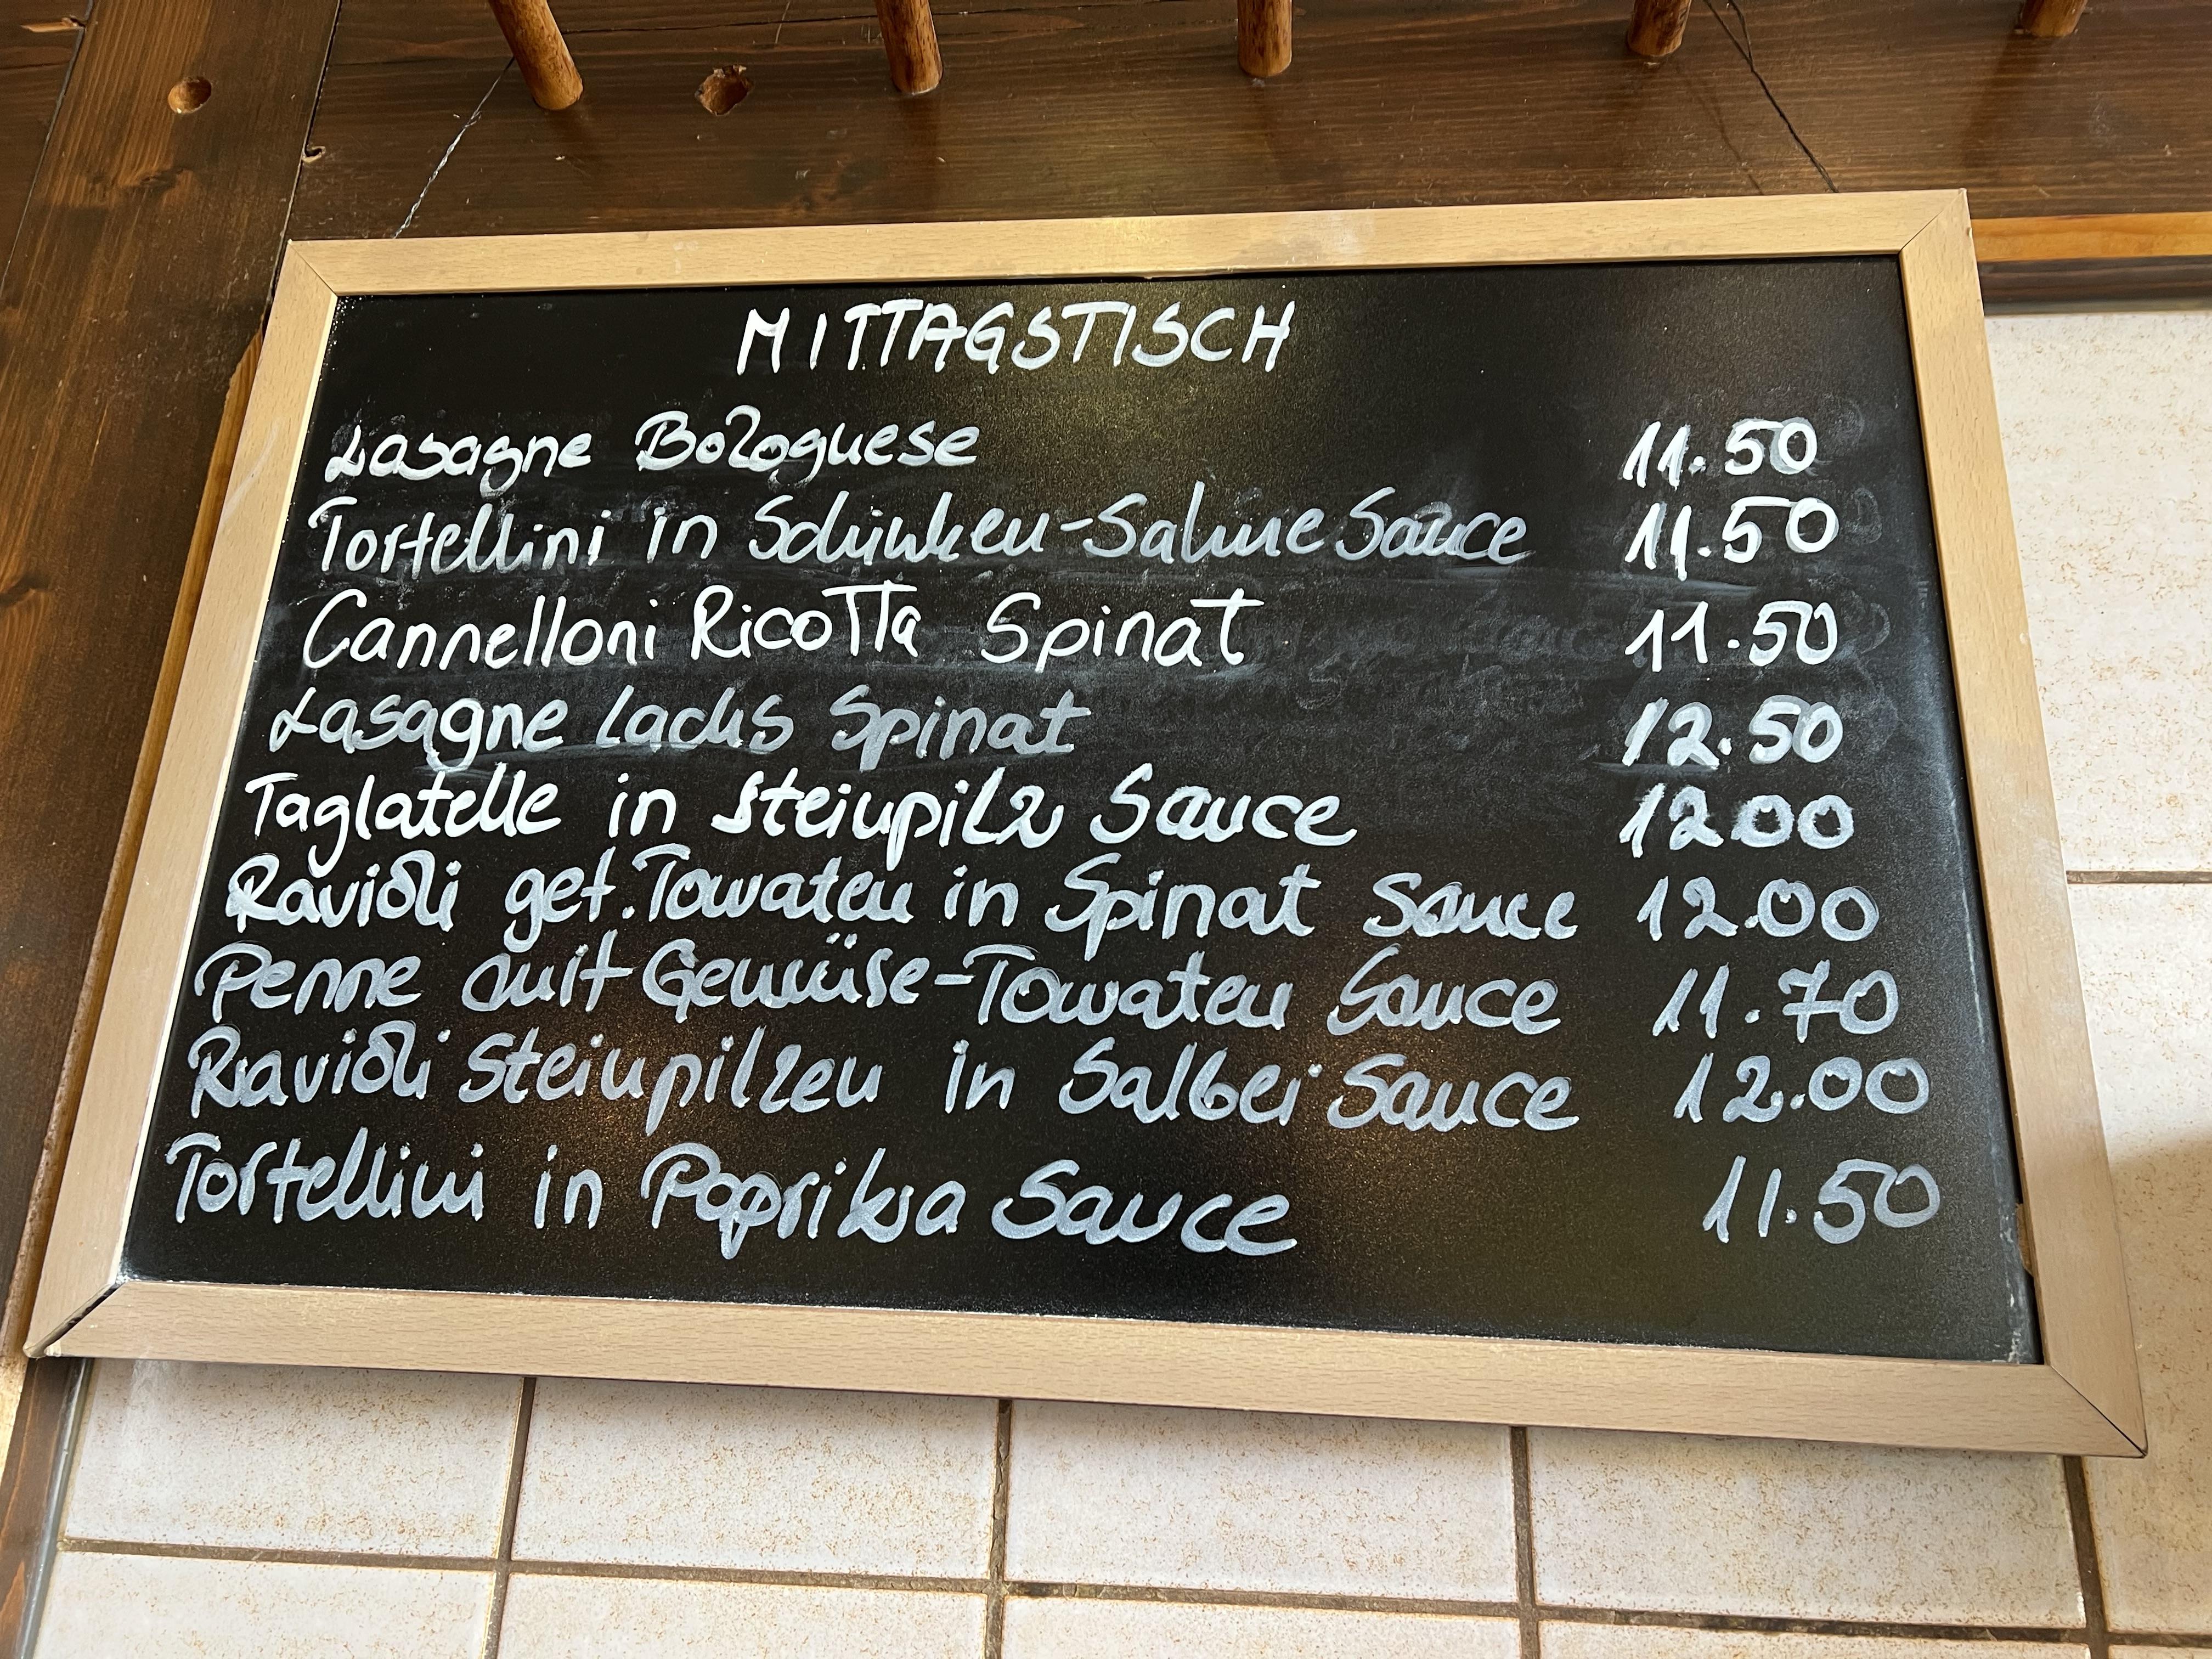 MITTAGSTISCH
Lasagne Bolognese 11.50
Tortellini in Schinken-Sahne Sauce 11.50
Cannelloni Ricotta Spinat 11.50
Lasagne Lachs Spinat 12.50
Taglatelle in Steinpilz Sauce 12.00
Ravioli get. Tomaten in Spinat Sauce 12.00
Penne mit Gemüse-Tomaten Sauce 11.70
Ravioli Steinpilzen in Salbei Sauce 12.00
Tortellini in Paprika Sauce 11.50